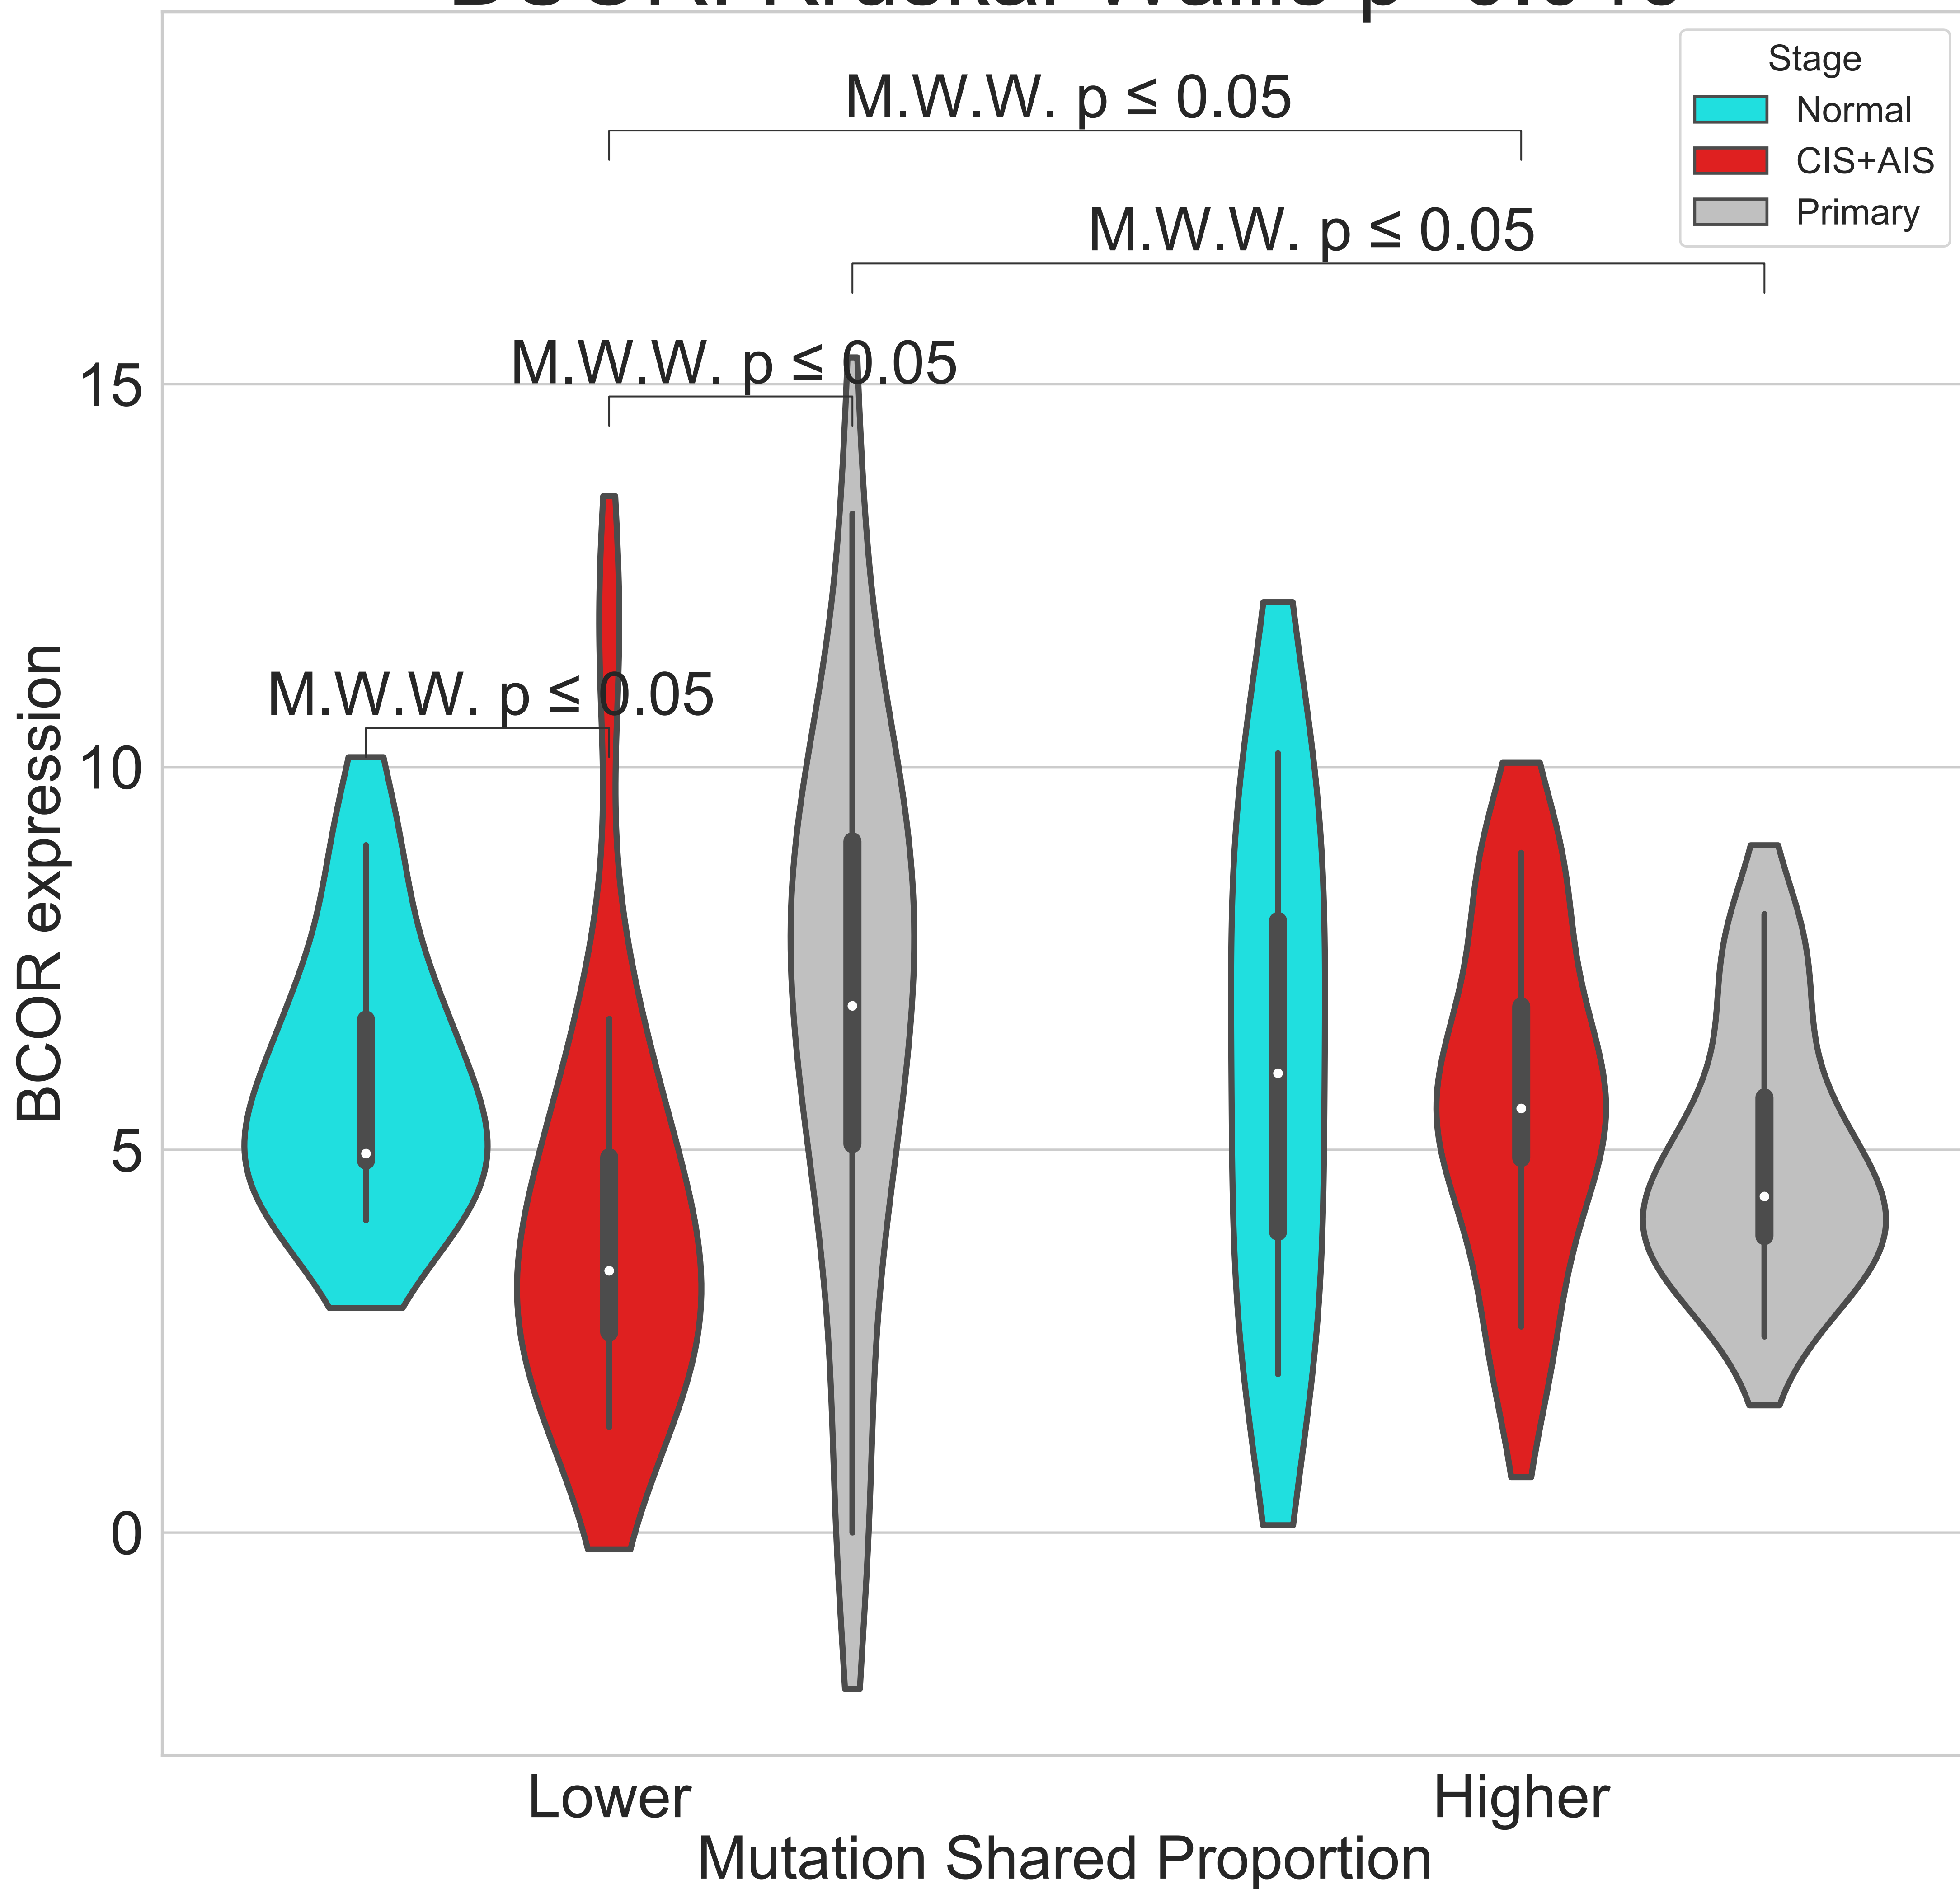 Stage
Normal
CIS+AIS
Primary
M.W.W. p ≤ 0.05
M.W.W. p ≤ 0.05
M.W.W. p ≤ 0.05
M.W.W. p ≤ 0.05
BCOR expression
15
10
5
0
Lower
Higher
Mutation Shared Proportion